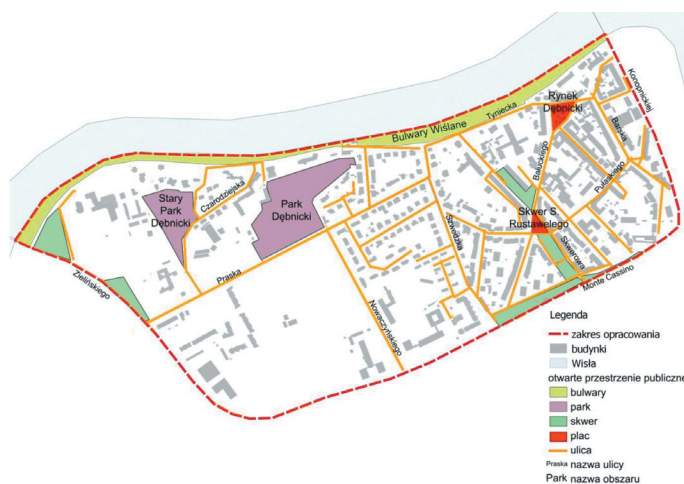 Rynek
Dębnicki
Konopnickiej
Tyniecka
Bulwary Wiślane
Barska
Bałuckiego
Pułaskiego
Stary
Park
Dębnicki
Czarodziejska
Park
Dębnicki
Skwer S.
Rustawelego
Szwedzka
Skwerowa
Zielińskiego
Praska
Monte Cassino
Nowaczyńskiego
Legenda
zakres opracowania
budynki
Wisła
otwarte przestrzenie publiczne
bulwary
park
skwer
plac
ulica
Praska nazwa ulicy
Park nazwa obszaru